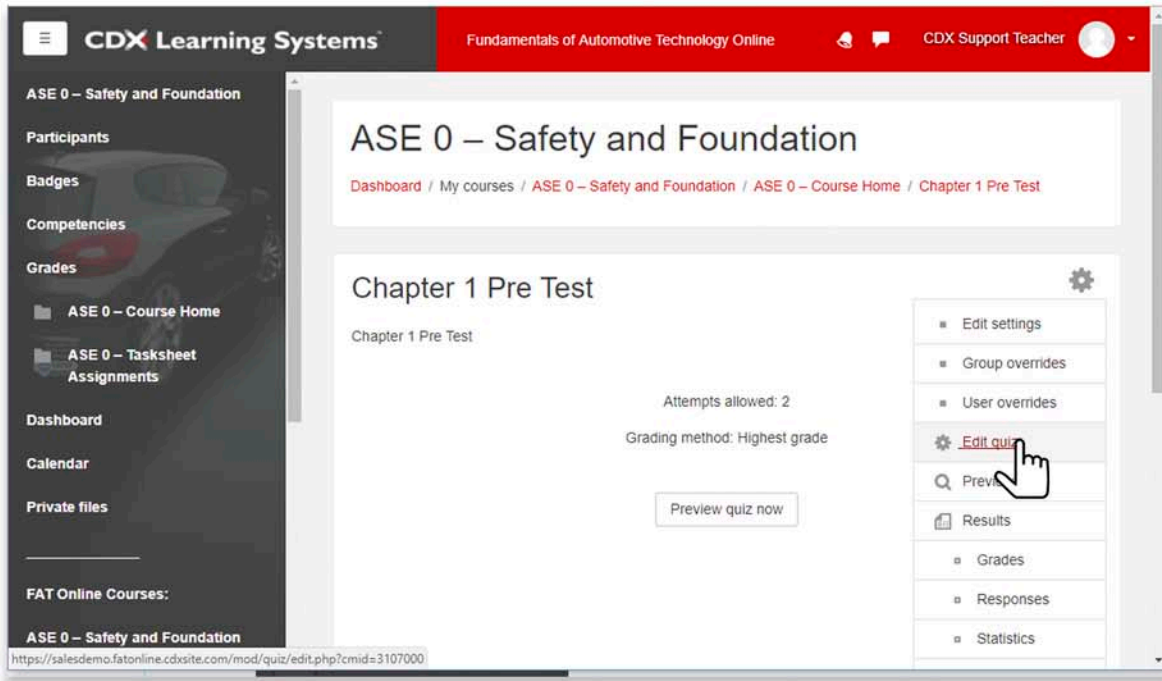 CDX Learning Systems
Fundamentals of Automotive Technology Online
CDX Support Teacher
ASE 0 – Safety and Foundation
Participants
Badges
Competencies
Grades
ASE 0 – Course Home
ASE 0 – Tasksheet
Assignments
Dashboard
Calendar
Private files
FAT Online Courses:
ASE 0 – Safety and Foundation
https://salesdemo.fatonline.cdxsite.com/mod/quiz/edit.php?cmid=3107000
ASE 0 – Safety and Foundation
Dashboard / My courses / ASE 0 – Safety and Foundation / ASE 0 – Course Home / Chapter 1 Pre Test
Chapter 1 Pre Test
Chapter 1 Pre Test
Attempts allowed: 2
Grading method: Highest grade
Preview quiz now
Edit settings
Group overrides
User overrides
Edit quiz
Results
Grades
Responses
Statistics